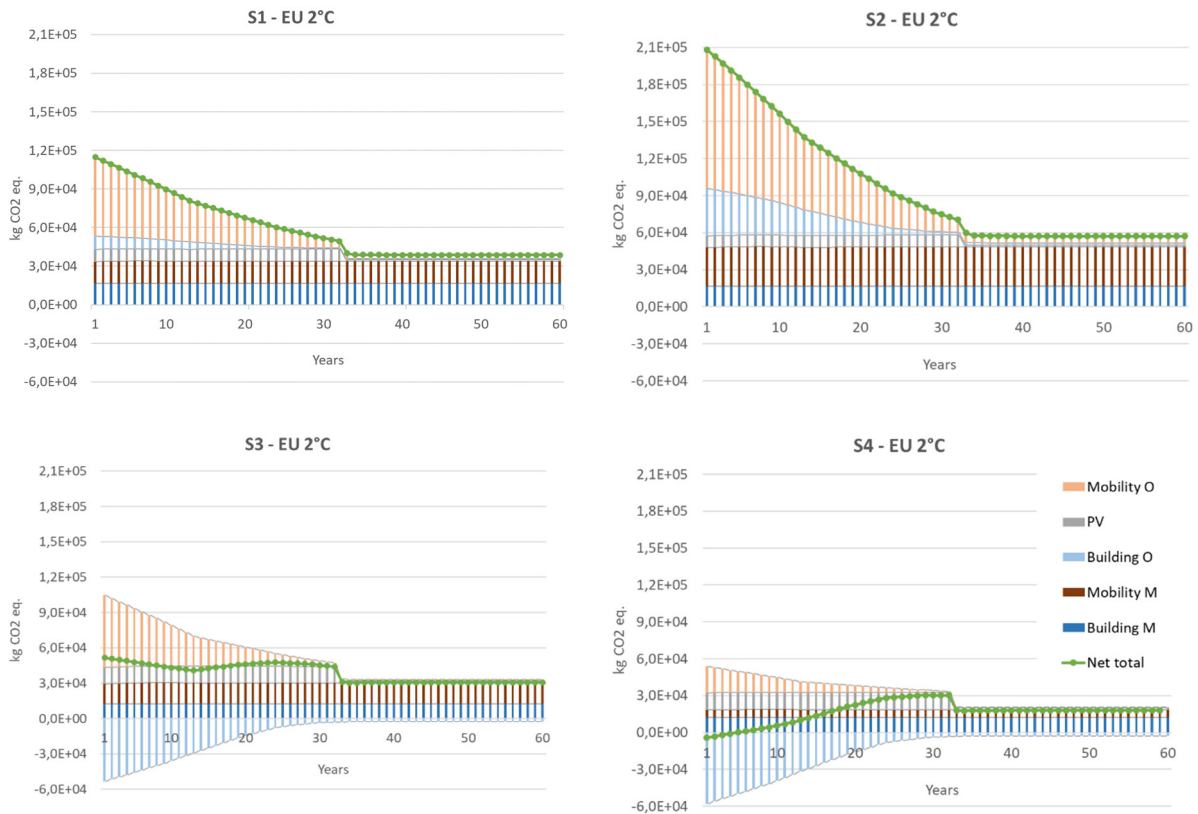 S1 - EU 2°C
2,1E+05
1,8E+05
1,5E+05
1,2E+05
9,0E+04
6,0E+04
3,0E+04
0,0E+00
-3,0E+04
-6,0E+04
kg CO2 eq.
1 10 20 30 40 50 60
Years
S2 - EU 2°C
2,1E+05
1,8E+05
1,5E+05
1,2E+05
9,0E+04
6,0E+04
3,0E+04
0,0E+00
-3,0E+04
-6,0E+04
kg CO2 eq.
1 10 20 30 40 50 60
Years
S3 - EU 2°C
2,1E+05
1,8E+05
1,5E+05
1,2E+05
9,0E+04
6,0E+04
3,0E+04
0,0E+00
-3,0E+04
-6,0E+04
kg CO2 eq.
1 10 20 30 40 50 60
Years
S4 - EU 2°C
2,1E+05
1,8E+05
1,5E+05
1,2E+05
9,0E+04
6,0E+04
3,0E+04
0,0E+00
-3,0E+04
-6,0E+04
kg CO2 eq.
1 10 20 30 40 50 60
Years
Mobility O
PV
Building O
Mobility M
Building M
Net total